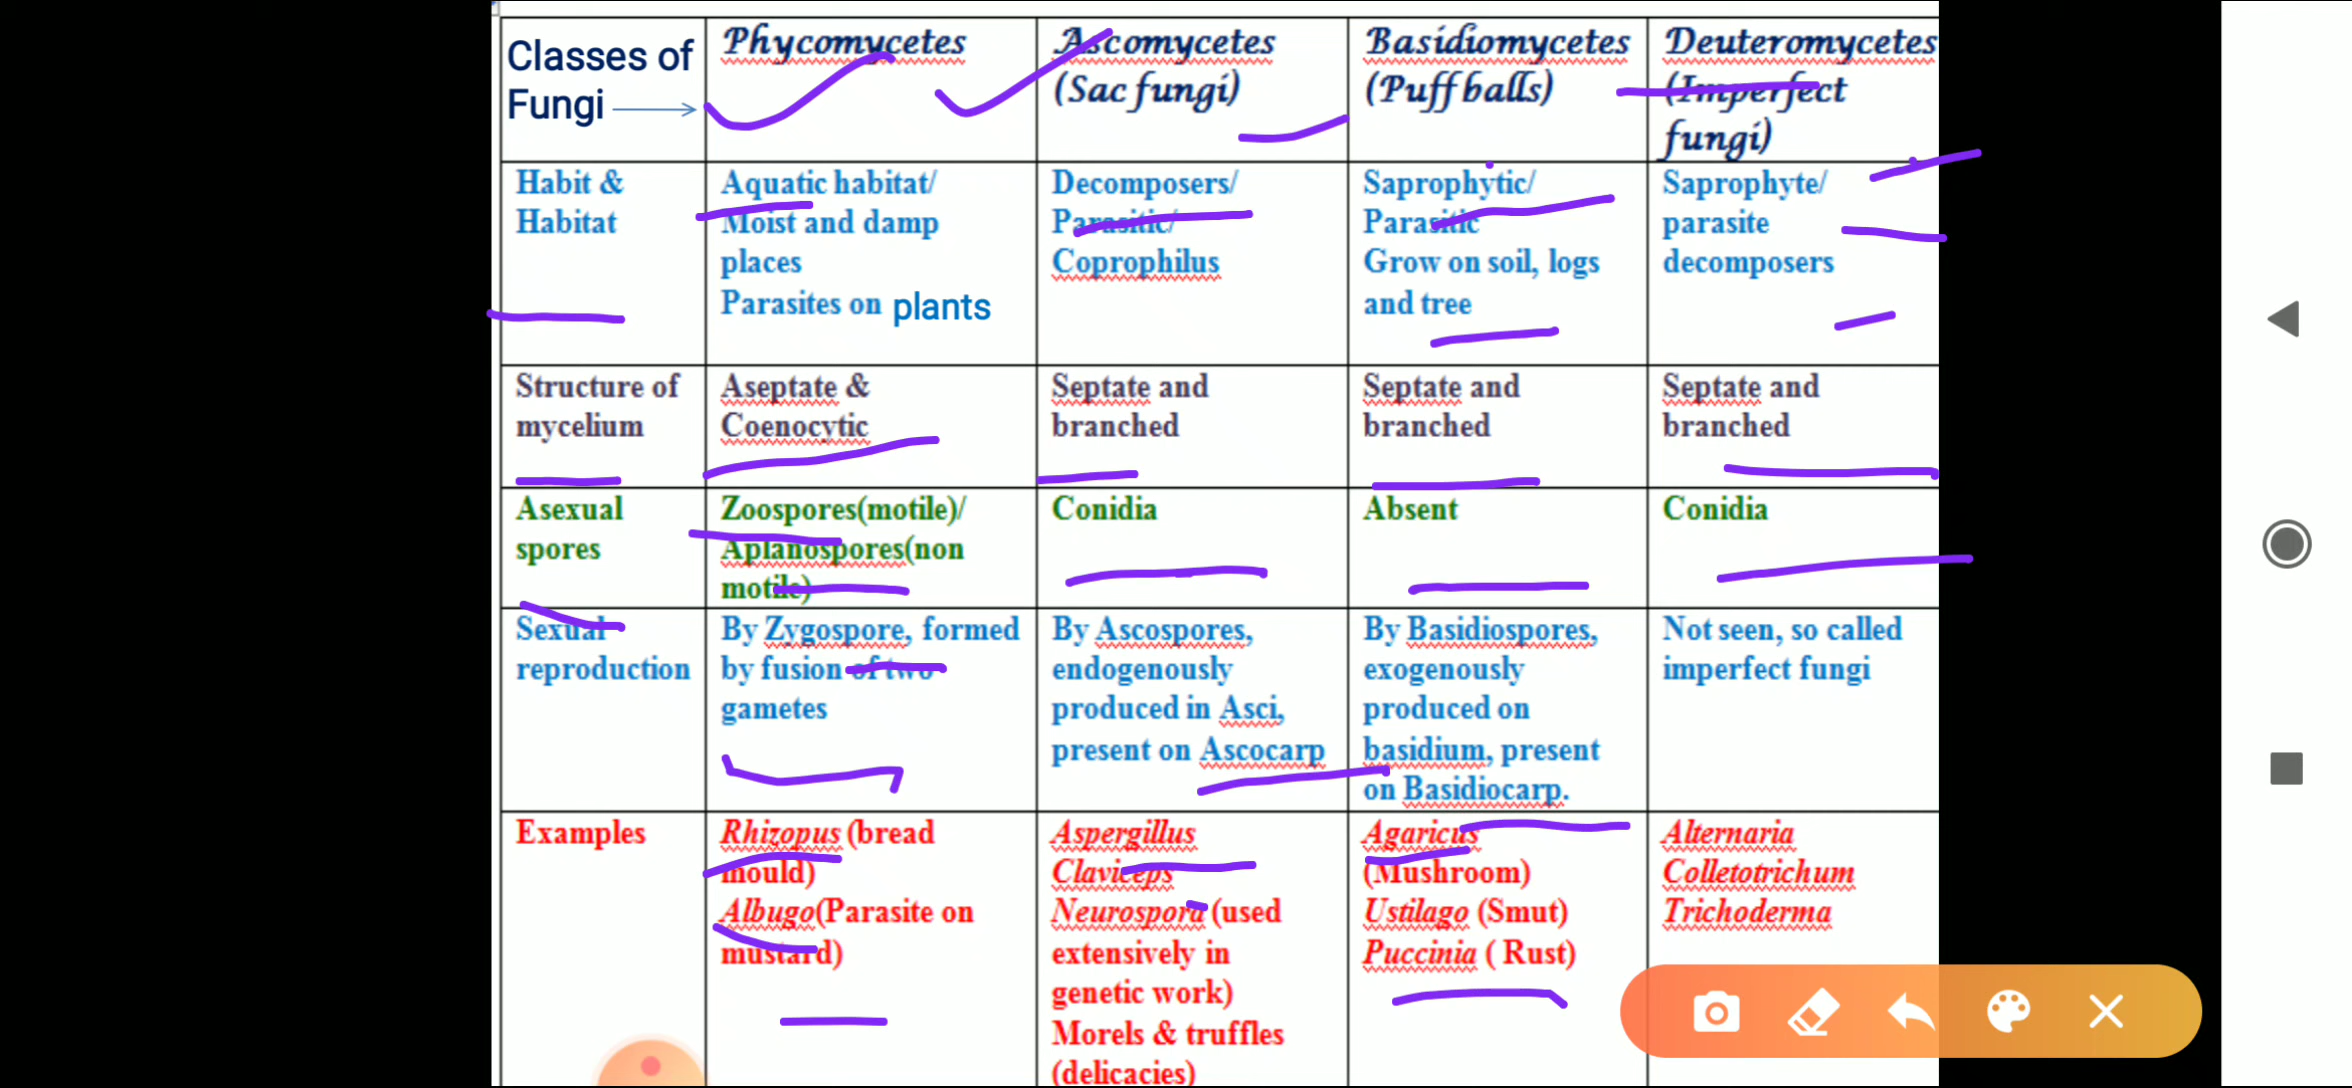 Classes of
Fungi
Phycomycetes
Ascomycetes
(Sac fungi)
Basidiomycetes
(Puff balls)
Deuteromycetes
(Imperfect
fungi)
Habit &
Habitat
Aquatic habitat/
Moist and damp
places
Parasites on plants
Decomposers/
Parasitic/
Coprophilus
Saprophytic/
Parasitic
Grow on soil, logs
and tree
Saprophyte/
parasite
decomposers
Structure of
mycelium
Aseptate &
Coenocytic
Septate and
branched
Septate and
branched
Septate and
branched
Asexual
spores
Zoospores(motile)/
Aplanospores(non
motile)
Conidia
Absent
Conidia
Sexual
reproduction
By Zygospore, formed
by fusion of two
gametes
By Ascospores,
endogenously
produced in Asci,
present on Ascocarp
By Basidiospores,
exogenously
produced on
basidium, present
on Basidiocarp.
Not seen, so called
imperfect fungi
Examples
Rhizopus (bread
mould)
Albugo(Parasite on
mustard)
Aspergillus
Claviceps
Neurospora (used
extensively in
genetic work)
Morels & truffles
(delicacies)
Agaricus
(Mushroom)
Ustilago (Smut)
Puccinia ( Rust)
Alternaria
Colletotrichum
Trichoderma